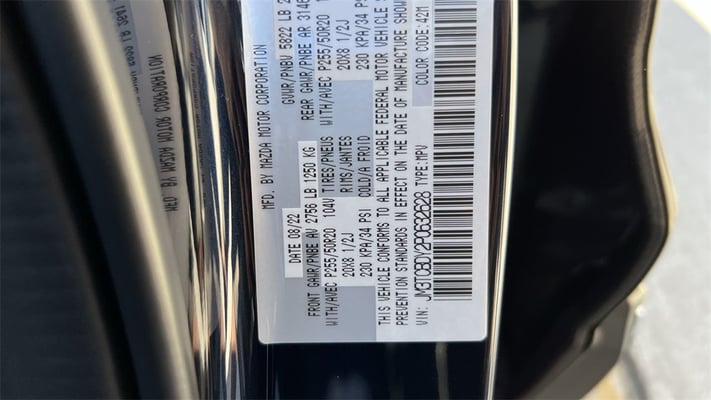 MFD. BY MAZDA MOTOR CORPORATION
DATE 08/22 GVWR/PNBV 5822 LB
FRONT GAWR/PNBE AV 2756 LB 1250 KG REAR GAWR/PNBE AR 3146
WITH/AVEC P255/50R20 104V TIRES/PNEUS WITH/AVEC P255/50R20
20X8 1/2J RIMS/JANTES 20X8 1/2J
230 KPA/34 PSI COLD/A FROID 230 KPA/34 PSI
THIS VEHICLE CONFORMS TO ALL APPLICABLE FEDERAL MOTOR VEHICLE
PREVENTION STANDARDS IN EFFECT ON THE DATE OF MANUFACTURE SHOW
VIN: JM3TCBDY2P0630628 TYPE:MPV COLOR CODE:42M